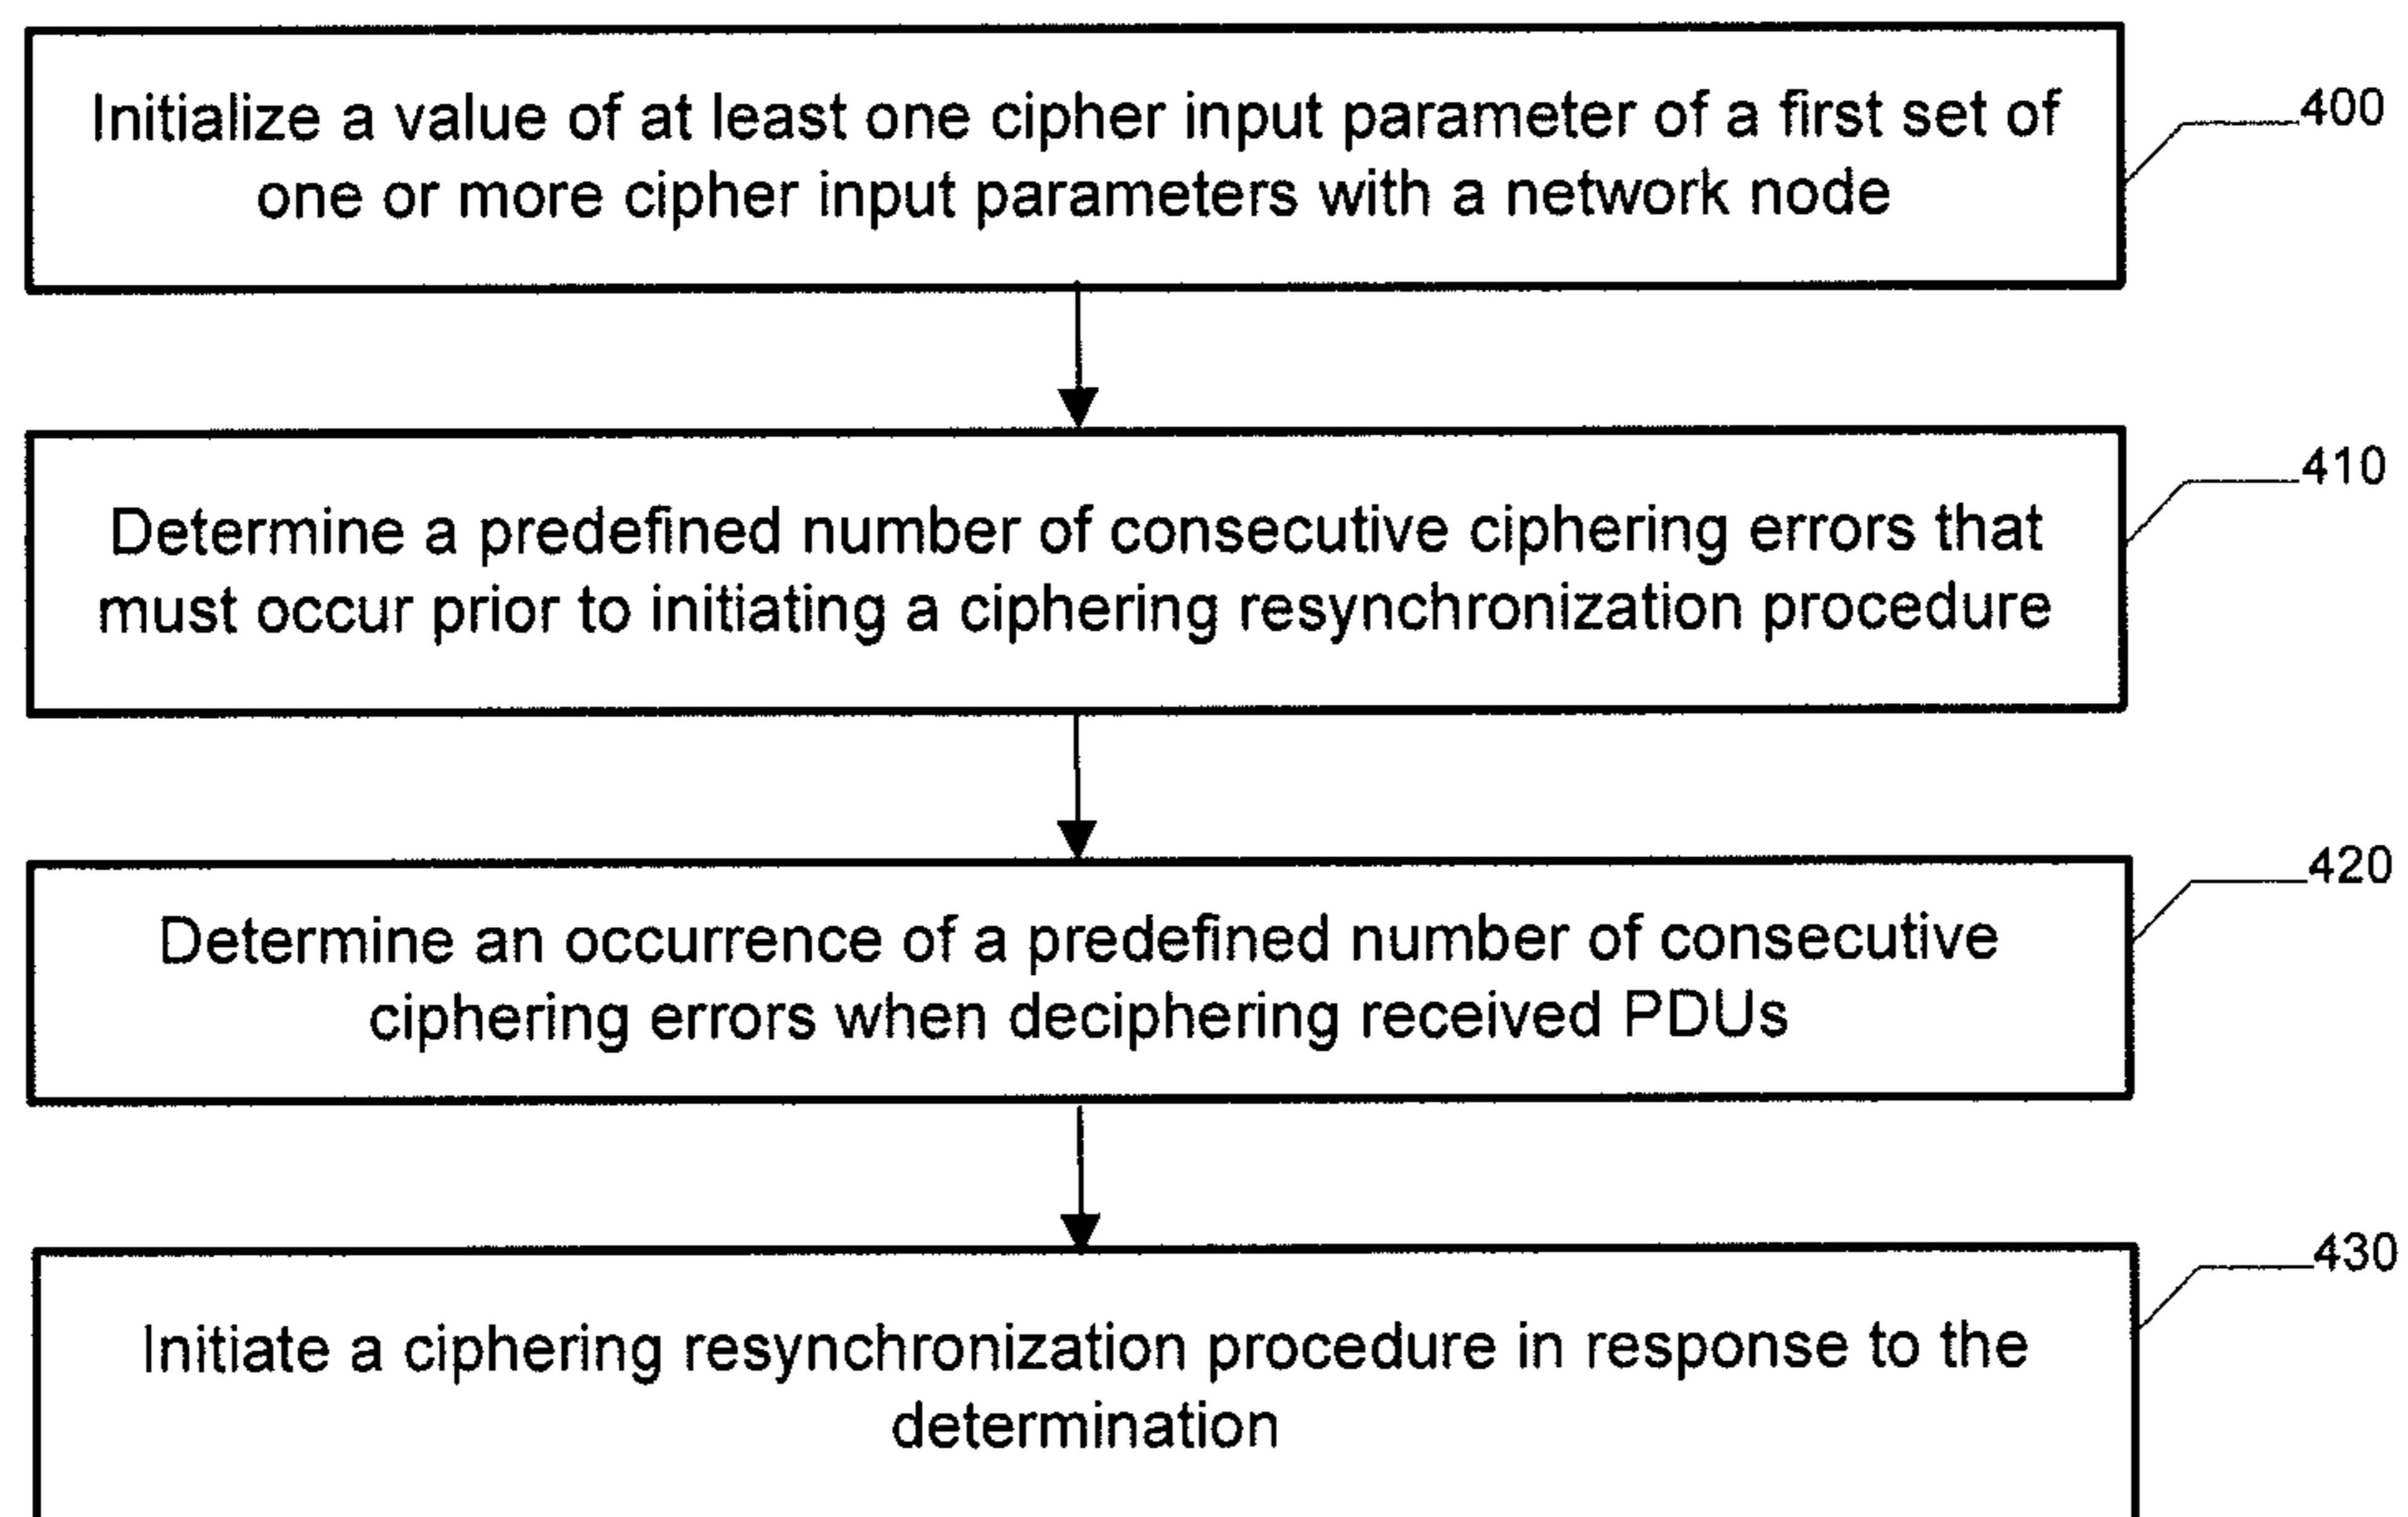 Initialize a value of at least one cipher input parameter of a first set of
one or more cipher input parameters with a network node
400
Determine a predefined number of consecutive ciphering errors that
must occur prior to initiating a ciphering resynchronization procedure
410
Determine an occurrence of a predefined number of consecutive
ciphering errors when deciphering received PDUs
420
Initiate a ciphering resynchronization procedure in response to the
determination
430